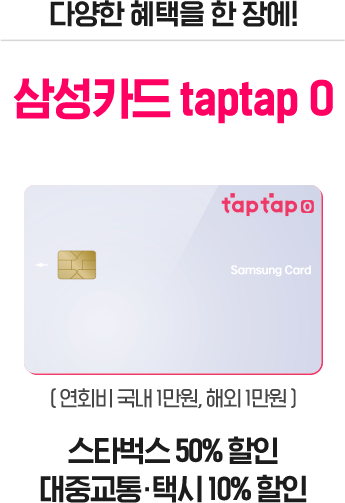 다양한 혜택을 한 장에!
삼성카드 taptap O
taptap O
Samsung Card
( 연회비 국내 1만원, 해외 1만원 )
스타벅스 50% 할인
대중교통·택시 10% 할인